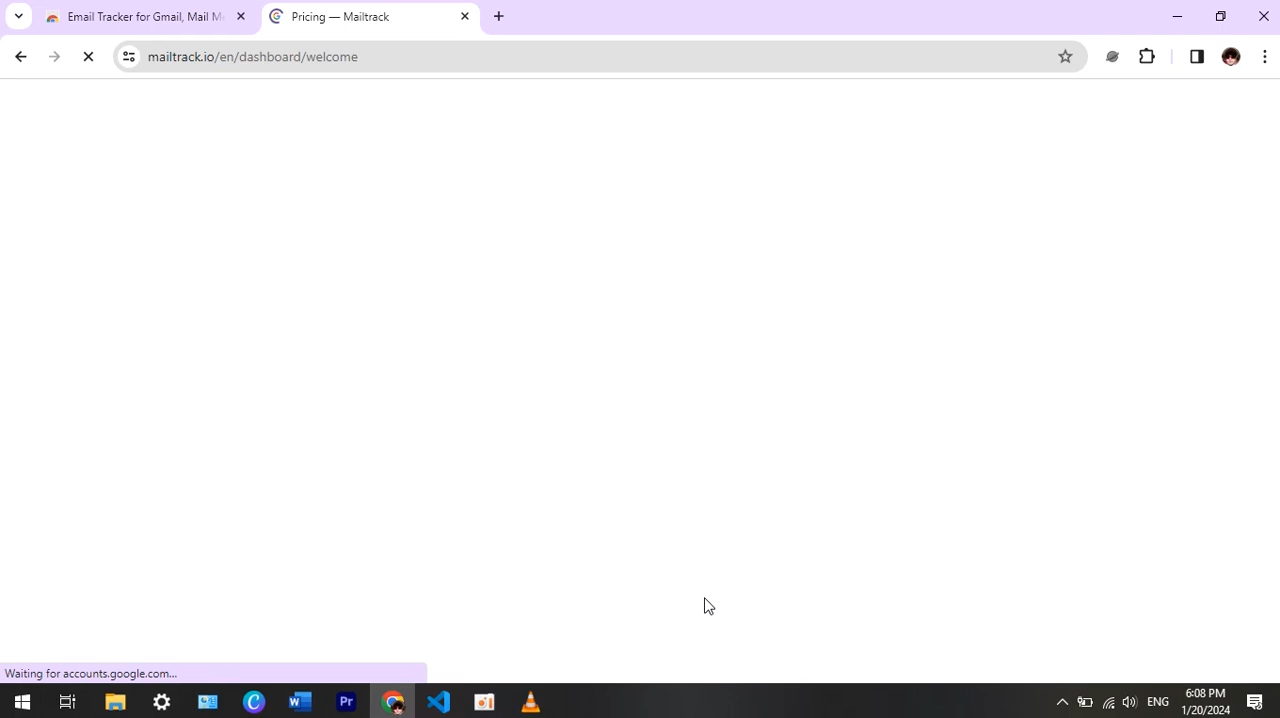 Email Tracker for Gmail, Mail M
Pricing — Mailtrack
mailtrack.io/en/dashboard/welcome
Waiting for accounts.google.com...
ENG
6:08 PM
1/20/2024